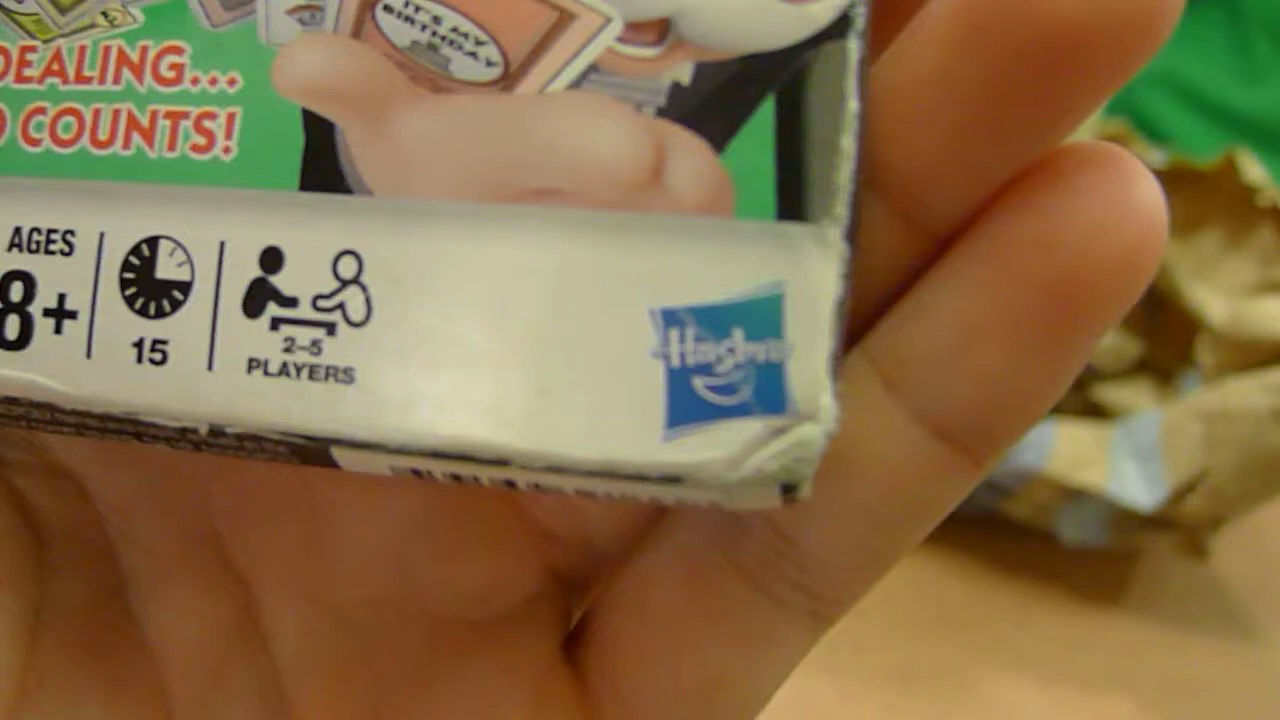 IT'S MY
BIRTHDAY
DEALING...
COUNTS!
AGES
8+
15
2-5
PLAYERS
Hasbro